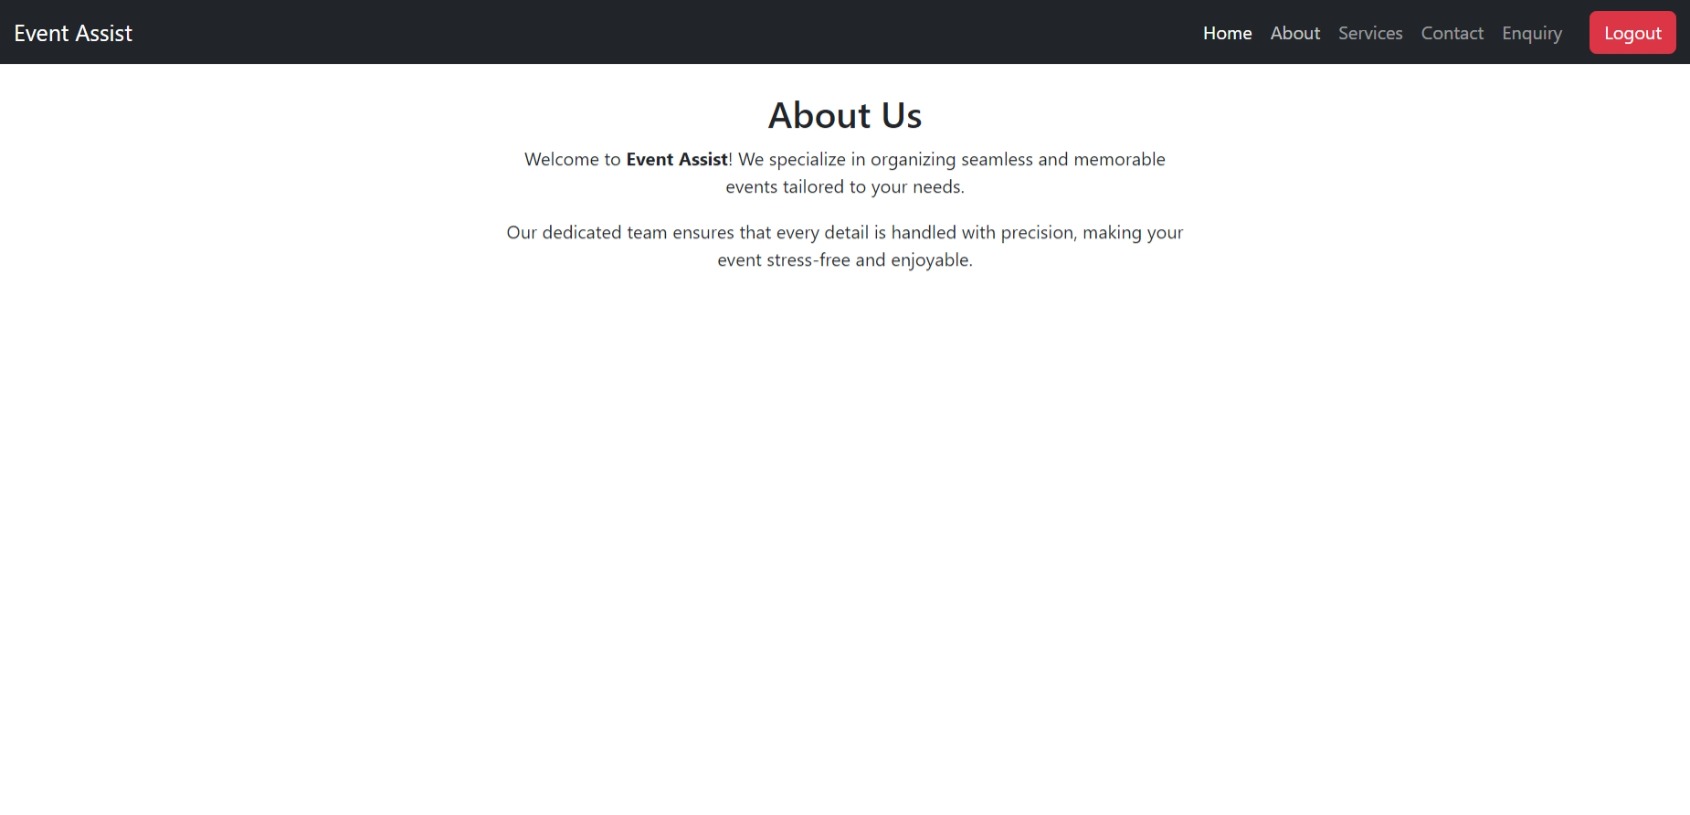 Event Assist
Home About Services Contact Enquiry Logout
About Us
Welcome to Event Assist! We specialize in organizing seamless and memorable
events tailored to your needs.
Our dedicated team ensures that every detail is handled with precision, making your
event stress-free and enjoyable.